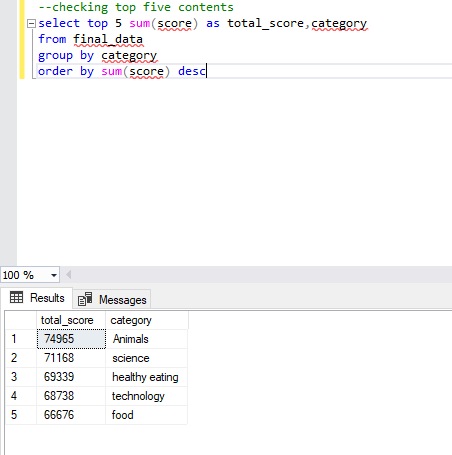 --checking top five contents
select top 5 sum(score) as total_score,category
from final_data
group by category
order by sum(score) desc
100 %
Results Messages
total_score category
1 74965 Animals
2 71168 science
3 69339 healthy eating
4 68738 technology
5 66676 food